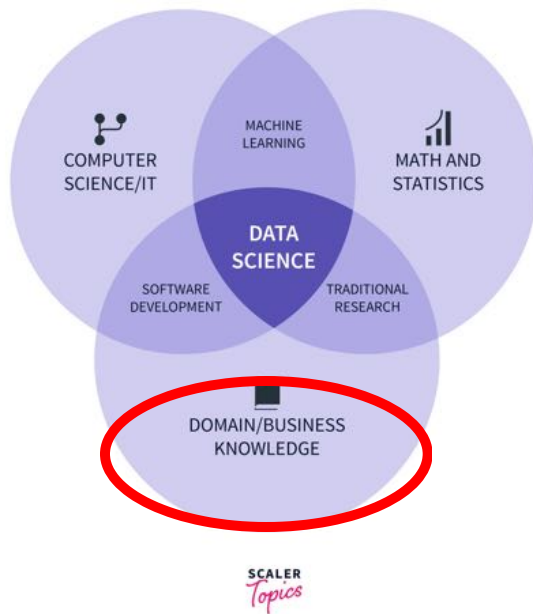 MACHINE
LEARNING
COMPUTER
SCIENCE/IT
MATH AND
STATISTICS
DATA
SCIENCE
SOFTWARE
DEVELOPMENT
TRADITIONAL
RESEARCH
DOMAIN/BUSINESS
KNOWLEDGE
SCALER
Topics